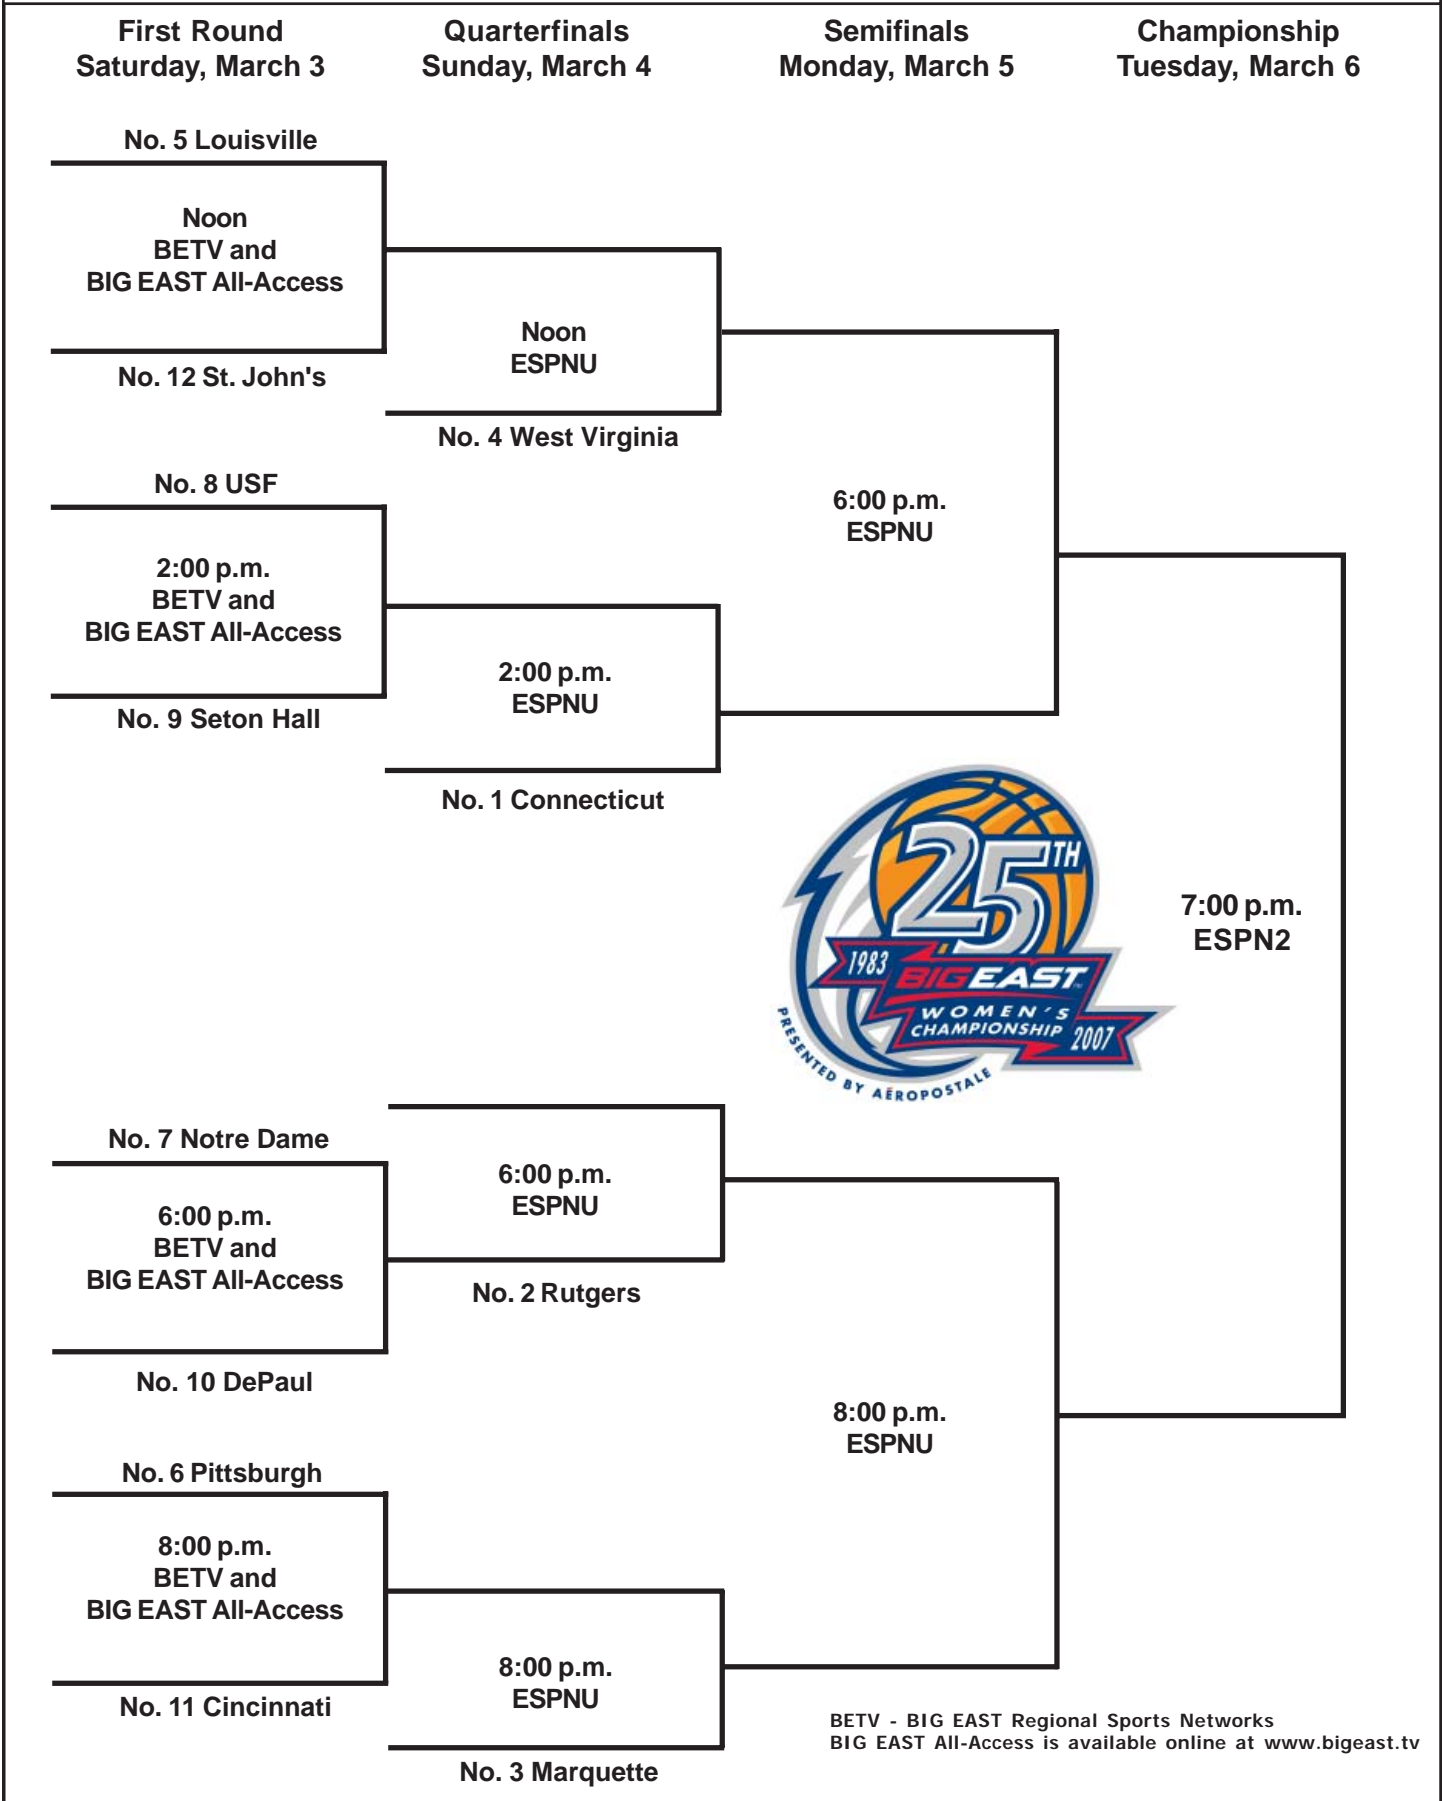 First Round
Saturday, March 3
Quarterfinals
Sunday, March 4
Semifinals
Monday, March 5
Championship
Tuesday, March 6
No. 5 Louisville
Noon
BETV and
BIG EAST All-Access
No. 12 St. John's
Noon
ESPNU
No. 4 West Virginia
No. 8 USF
2:00 p.m.
BETV and
BIG EAST All-Access
No. 9 Seton Hall
2:00 p.m.
ESPNU
No. 1 Connecticut
6:00 p.m.
ESPNU
25TH
1983 BIG EAST
WOMEN'S
CHAMPIONSHIP 2007
PRESENTED BY AÉROPOSTALE
7:00 p.m.
ESPN2
No. 7 Notre Dame
6:00 p.m.
BETV and
BIG EAST All-Access
No. 10 DePaul
6:00 p.m.
ESPNU
No. 2 Rutgers
8:00 p.m.
ESPNU
No. 6 Pittsburgh
8:00 p.m.
BETV and
BIG EAST All-Access
No. 11 Cincinnati
8:00 p.m.
ESPNU
No. 3 Marquette
BETV - BIG EAST Regional Sports Networks
BIG EAST All-Access is available online at www.bigeast.tv